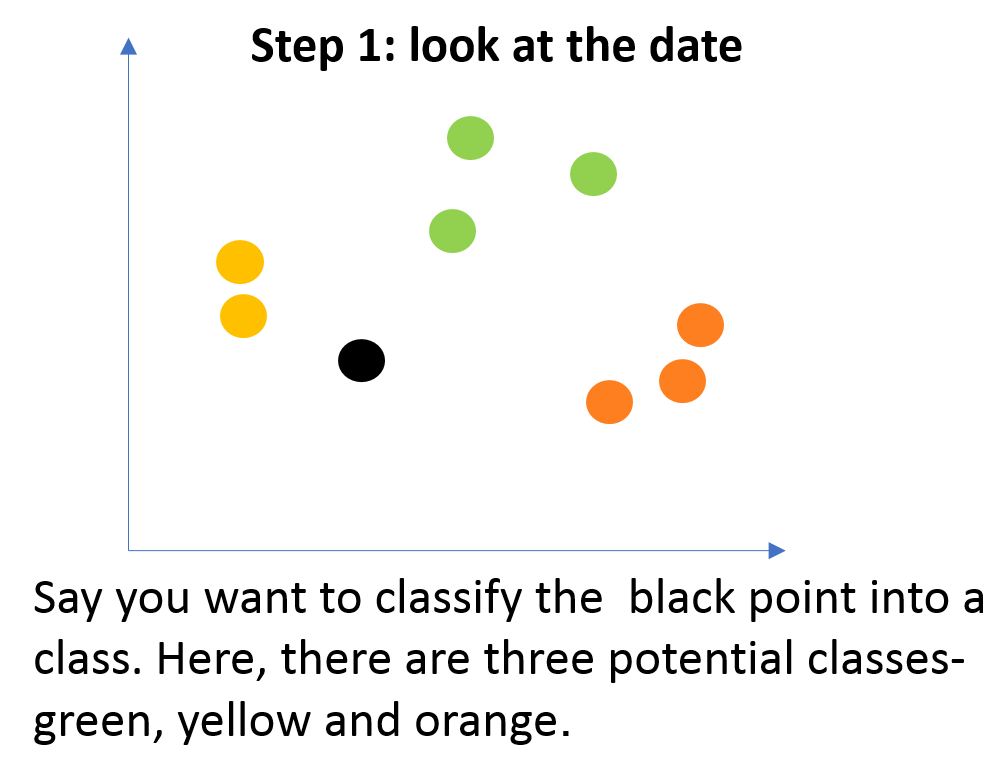 Step 1: look at the date
Say you want to classify the  black point into a
class. Here, there are three potential classes-
green, yellow and orange.